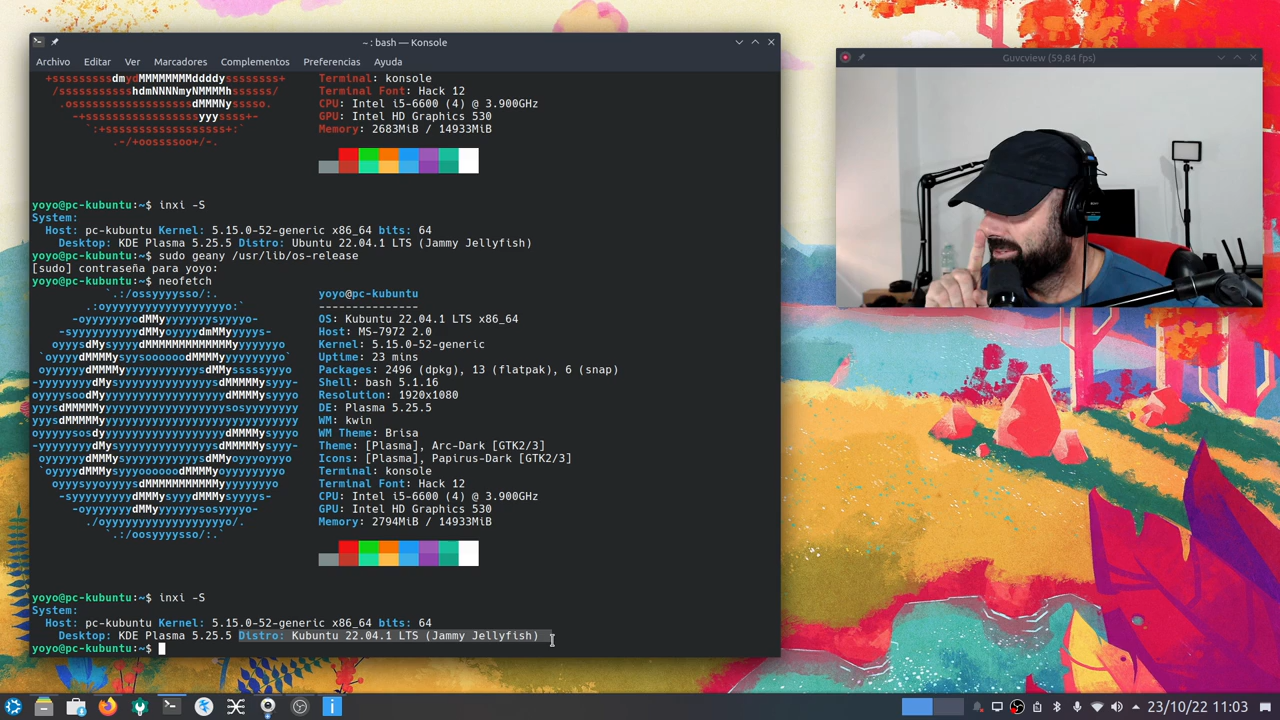 ~ : bash — Konsole
Archivo Editar Ver Marcadores Complementos Preferencias Ayuda
+sssssssssdmydMMMMMMMMddddyssssssss+ Terminal: konsole
/ssssssssssshdmNNNNmyNMMMMhssssss/ Terminal Font: Hack 12
.ossssssssssssssssssdMMMNysssso. CPU: Intel i5-6600 (4) @ 3.900GHz
-+sssssssssssssssssyyyssss+- GPU: Intel HD Graphics 530
`:+ssssssssssssssssss+:` Memory: 2683MiB / 14933MiB
.-/+oossssoo+/-.
yoyo@pc-kubuntu:~$ inxi -S
System:
Host: pc-kubuntu Kernel: 5.15.0-52-generic x86_64 bits: 64
Desktop: KDE Plasma 5.25.5 Distro: Ubuntu 22.04.1 LTS (Jammy Jellyfish)
yoyo@pc-kubuntu:~$ sudo geany /usr/lib/os-release
[sudo] contraseña para yoyo:
yoyo@pc-kubuntu:~$ neofetch
yoyo@pc-kubuntu
---------------
OS: Kubuntu 22.04.1 LTS x86_64
Host: MS-7972 2.0
Kernel: 5.15.0-52-generic
Uptime: 23 mins
Packages: 2496 (dpkg), 13 (flatpak), 6 (snap)
Shell: bash 5.1.16
Resolution: 1920x1080
DE: Plasma 5.25.5
WM: kwin
WM Theme: Brisa
Theme: [Plasma], Arc-Dark [GTK2/3]
Icons: [Plasma], Papirus-Dark [GTK2/3]
Terminal: konsole
Terminal Font: Hack 12
CPU: Intel i5-6600 (4) @ 3.900GHz
GPU: Intel HD Graphics 530
Memory: 2794MiB / 14933MiB
yoyo@pc-kubuntu:~$ inxi -S
System:
Host: pc-kubuntu Kernel: 5.15.0-52-generic x86_64 bits: 64
Desktop: KDE Plasma 5.25.5 Distro: Kubuntu 22.04.1 LTS (Jammy Jellyfish)
yoyo@pc-kubuntu:~$
Guvcview (59,84 fps)
23/10/22 11:03